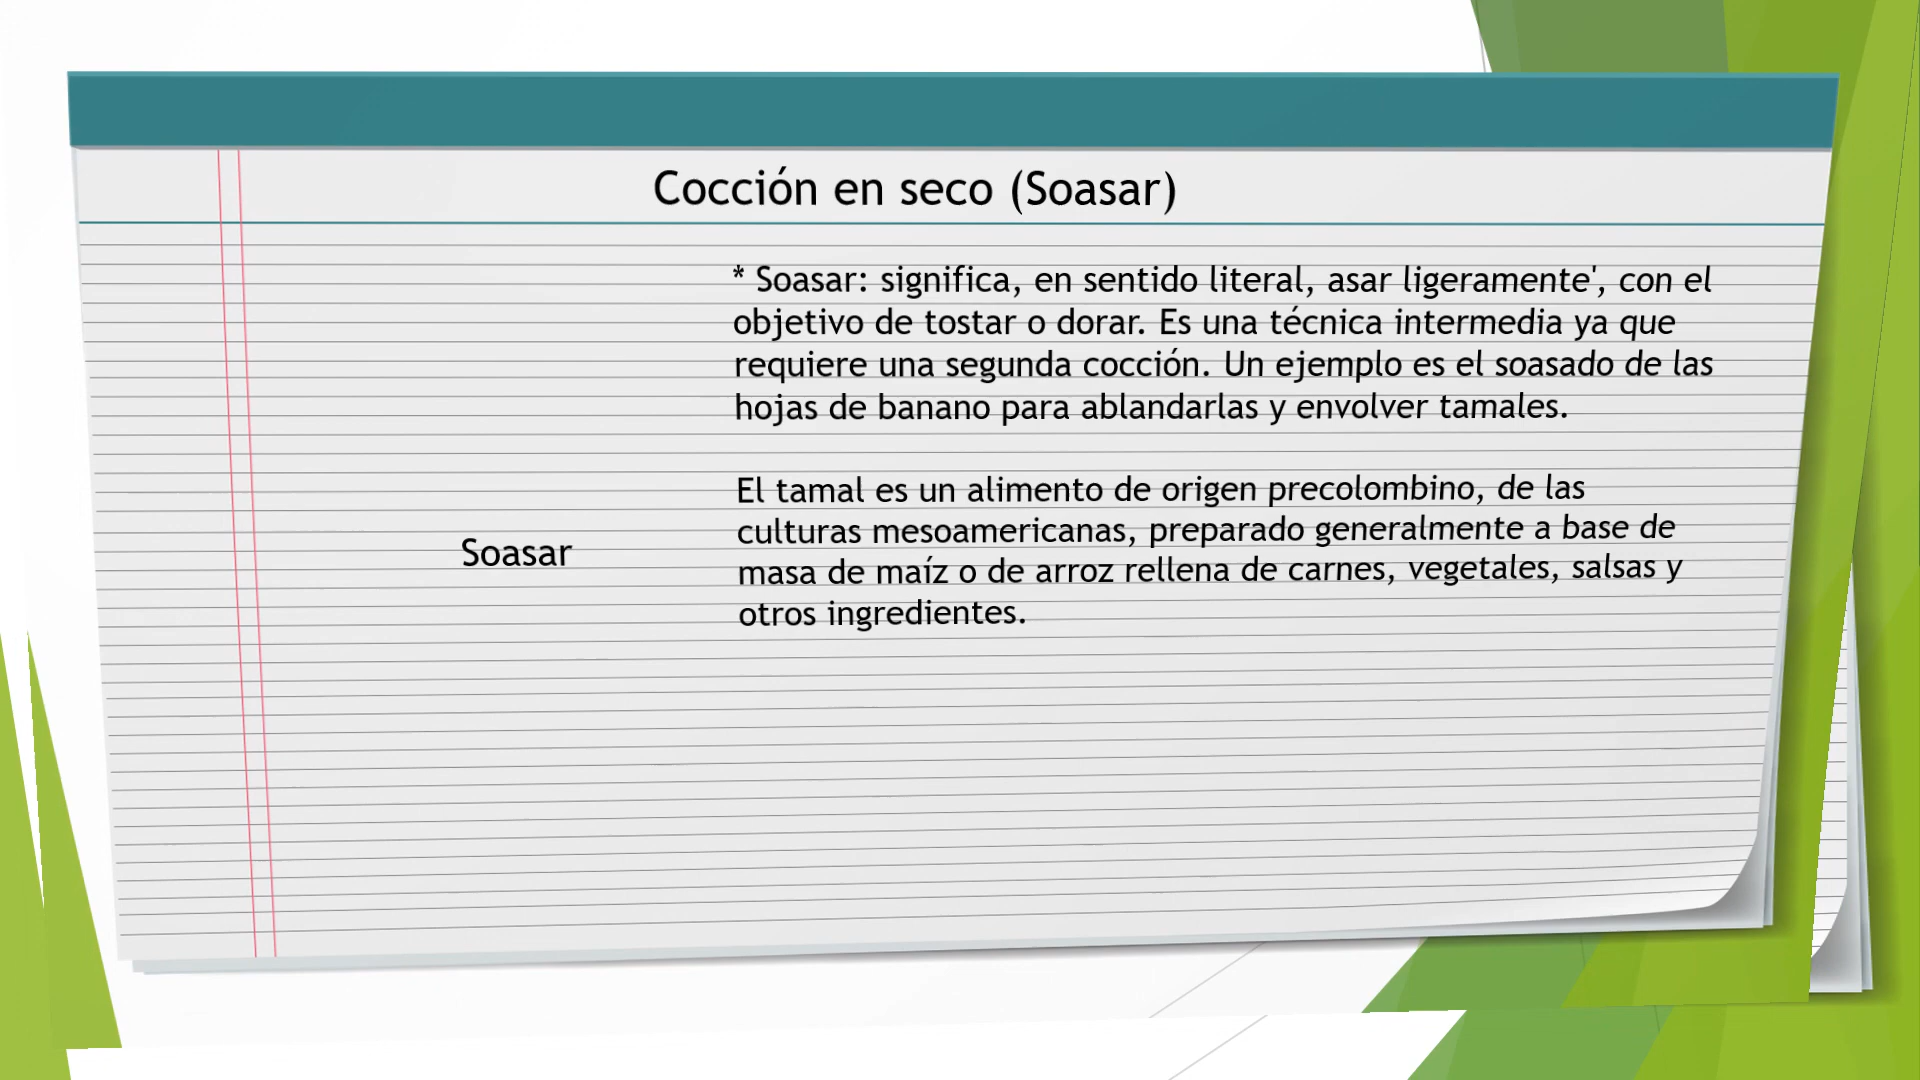 Cocción en seco (Soasar)
* Soasar: significa, en sentido literal, asar ligeramente', con el
objetivo de tostar o dorar. Es una técnica intermedia ya que
requiere una segunda cocción. Un ejemplo es el soasado de las
hojas de banano para ablandarlas y envolver tamales.
El tamal es un alimento de origen precolombino, de las
culturas mesoamericanas, preparado generalmente a base de
masa de maíz o de arroz rellena de carnes, vegetales, salsas y
otros ingredientes.
Soasar